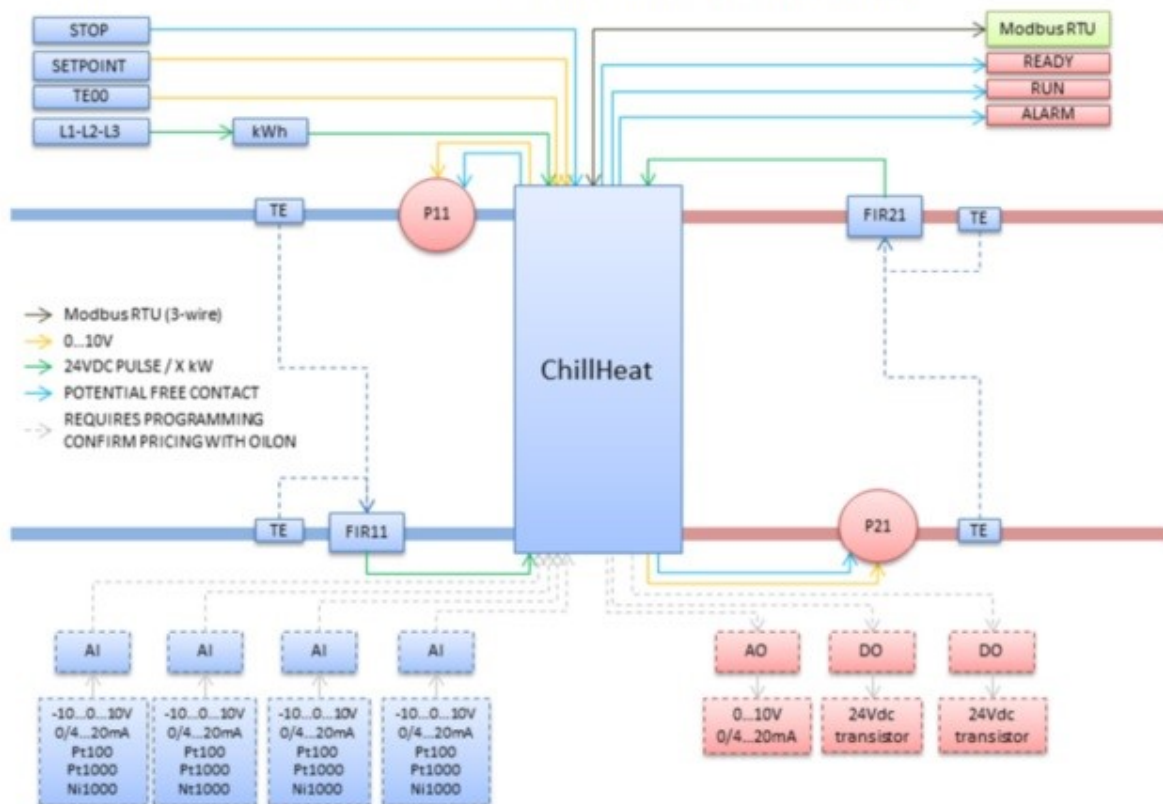 STOP
SETPOINT
TE00
L1-L2-L3
kWh
Modbus RTU
READY
RUN
ALARM
TE
P11
FIR21
TE
Modbus RTU (3-wire)
0...10V
24VDC PULSE / X kW
POTENTIAL FREE CONTACT
REQUIRES PROGRAMMING
CONFIRM PRICING WITH OILON
ChillHeat
TE
FIR11
P21
TE
AI
AI
AI
AI
AO
DO
DO
-10...0...10V
0/4...20mA
Pt100
Pt1000
Ni1000
-10...0...10V
0/4...20mA
Pt100
Pt1000
Nt1000
-10...0...10V
0/4...20mA
Pt100
Pt1000
Ni1000
-10...0...10V
0/4...20mA
Pt100
Pt1000
Ni1000
0...10V
0/4...20mA
24Vdc
transistor
24Vdc
transistor